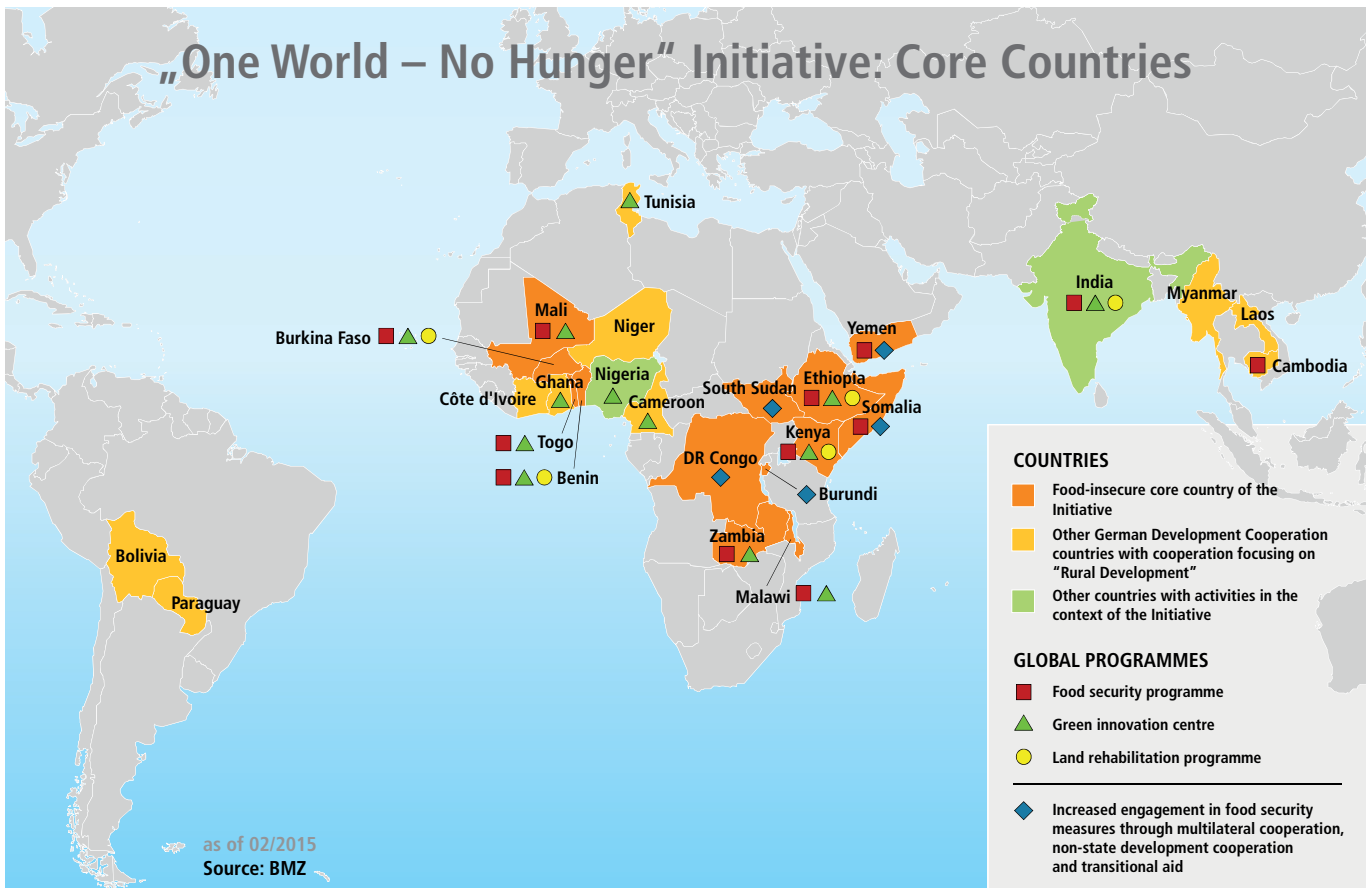 „One World – No Hunger“ Initiative: Core Countries
Tunisia
Mali
Niger
Burkina Faso
Ghana
Nigeria
Côte d'Ivoire
Cameroon
Togo
Benin
Yemen
South Sudan
Ethiopia
Somalia
Kenya
DR Congo
Burundi
Zambia
Malawi
India
Myanmar
Laos
Cambodia
Bolivia
Paraguay
COUNTRIES
Food-insecure core country of the
Initiative
Other German Development Cooperation
countries with cooperation focusing on
“Rural Development”
Other countries with activities in the
context of the Initiative
GLOBAL PROGRAMMES
Food security programme
Green innovation centre
Land rehabilitation programme
Increased engagement in food security
measures through multilateral cooperation,
non-state development cooperation
and transitional aid
as of 02/2015
Source: BMZ